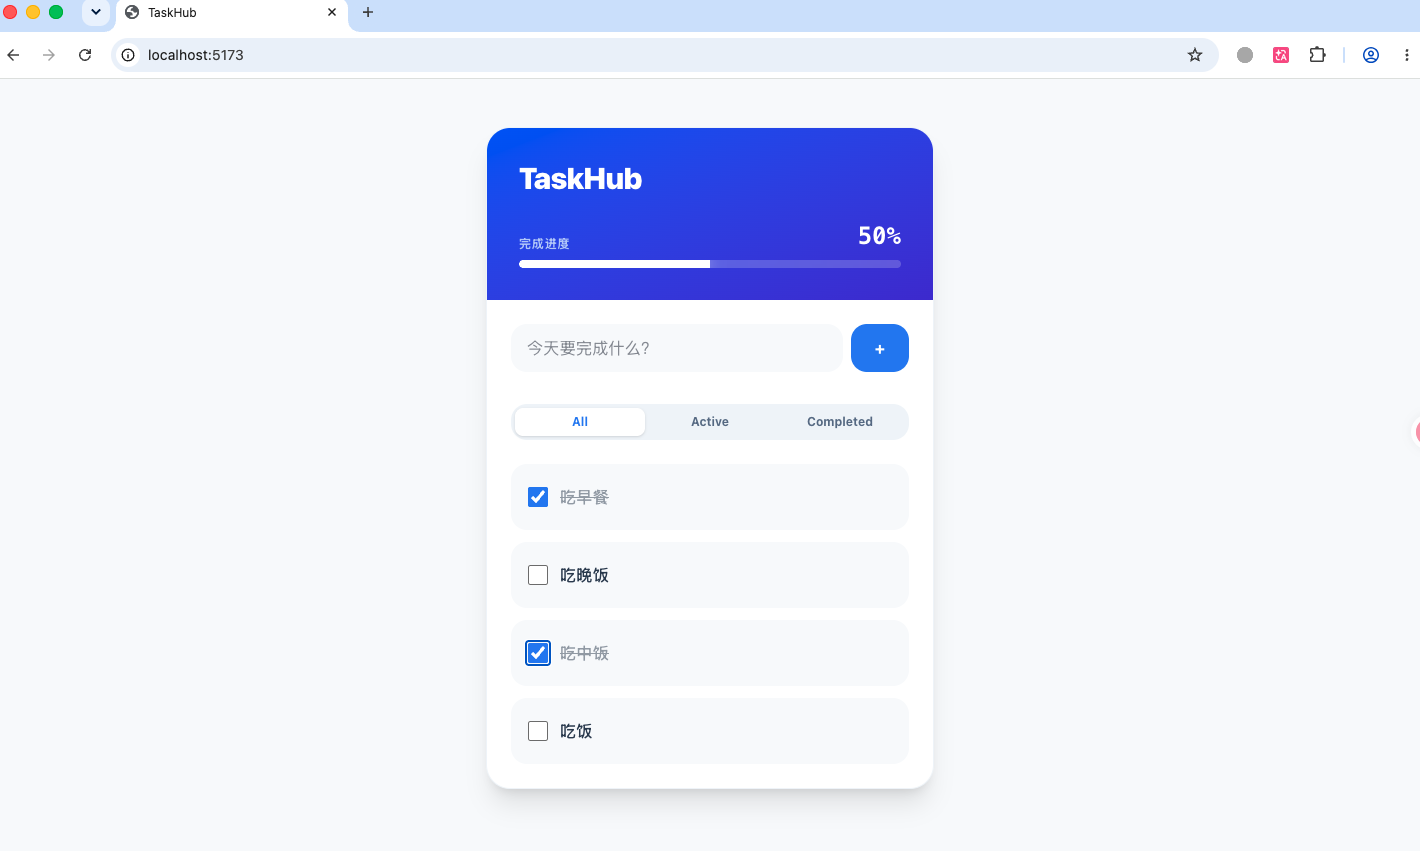 TaskHub
localhost:5173
TaskHub
完成进度
50%
今天要完成什么?
+
All
Active
Completed
吃早餐
吃晚饭
吃中饭
吃饭